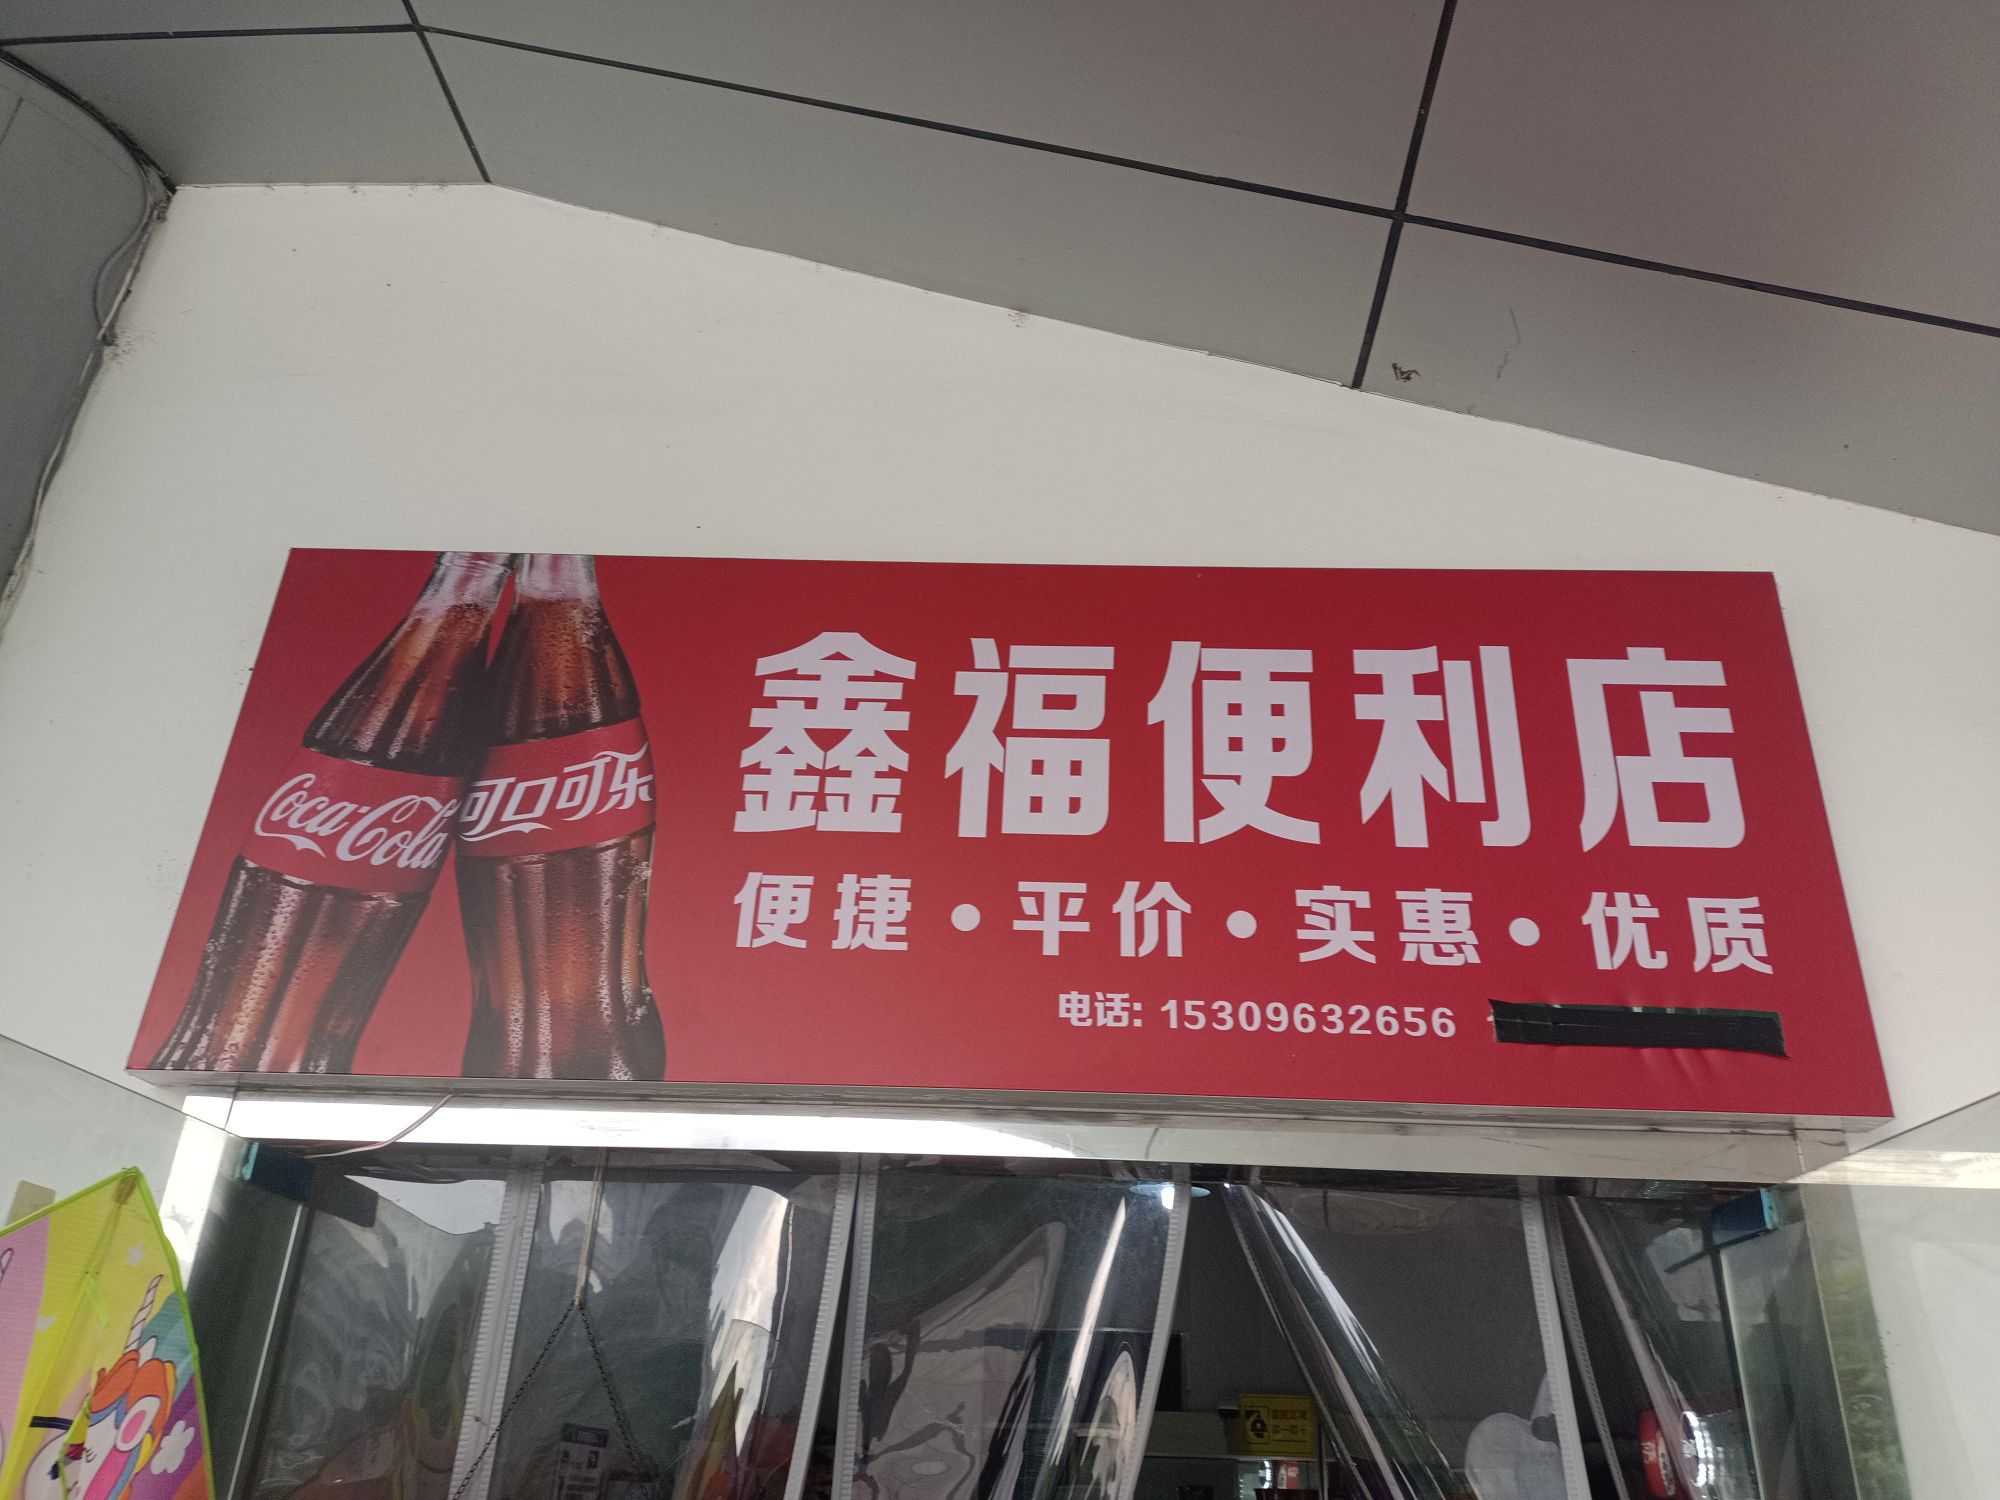 鑫福便利店
Coca-Cola
可口可乐
便捷·平价·实惠·优质
电话: 15309632656